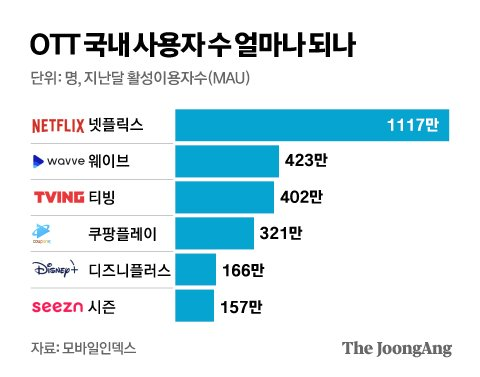 OTT 국내 사용자 수 얼마나 되나
단위: 명, 지난달 활성이용자수(MAU)
NETFLIX 넷플릭스 1117만
wavve 웨이브 423만
TVING 티빙 402만
쿠팡플레이 321만
Disney+ 디즈니플러스 166만
seezn 시즌 157만
자료: 모바일인덱스 The JoongAng